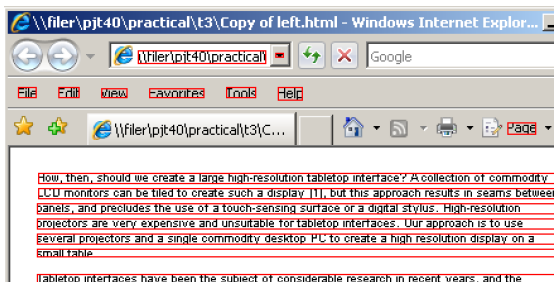 \\filer\pjt40\practical\t3\Copy of left.html - Windows Internet Explor...
\\filer\pjt40\practical\
Google
File Edit View Favorites Tools Help
\\filer\pjt40\practical\t3\C...
Page
How, then, should we create a large high-resolution tabletop interface? A collection of commodity
LCD monitors can be tiled to create such a display [1], but this approach results in seams between
panels, and precludes the use of a touch-sensing surface or a digital stylus. High-resolution
projectors are very expensive and unsuitable for tabletop interfaces. Our approach is to use
several projectors and a single commodity desktop PC to create a high resolution display on a
small table.
Tabletop interfaces have been the subject of considerable research in recent years, and the